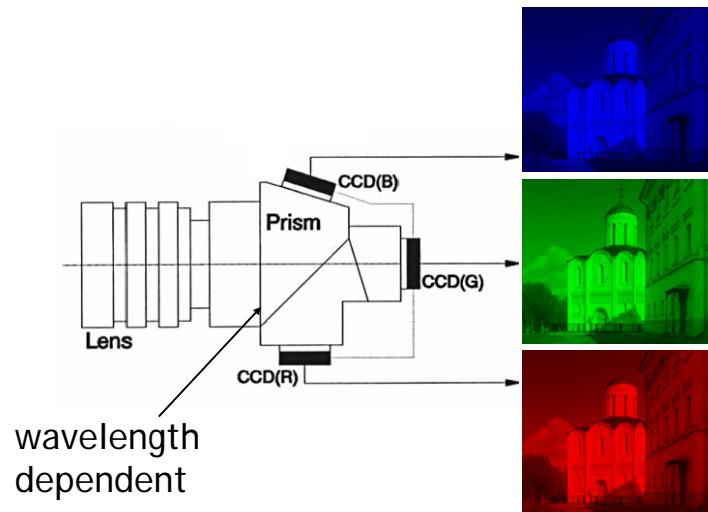 CCD(B)
Prism
CCD(G)
Lens
CCD(R)
wavelength
dependent